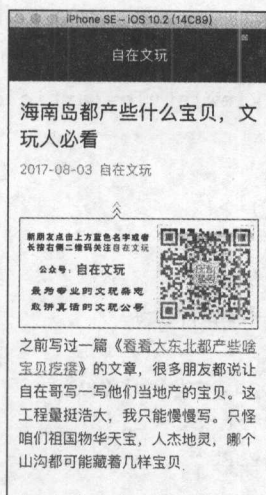 iPhone SE – iOS 10.2 (14C89)
自在文玩
海南岛都产些什么宝贝，文
玩人必看
2017-08-03 自在文玩
新朋友点击上方蓝色名字或者
长按右侧二维码关注自在文玩
公众号：自在文玩
最专业的文玩杂志
敢讲真话的文玩公号
之前写过一篇《看看大东北都产些啥
宝贝疙瘩》的文章，很多朋友都说让
自在哥写一写他们当地产的宝贝。这
工程量挺浩大，我只能慢慢写。只怪
咱们祖国物华天宝，人杰地灵，哪个
山沟都可能藏着几样宝贝